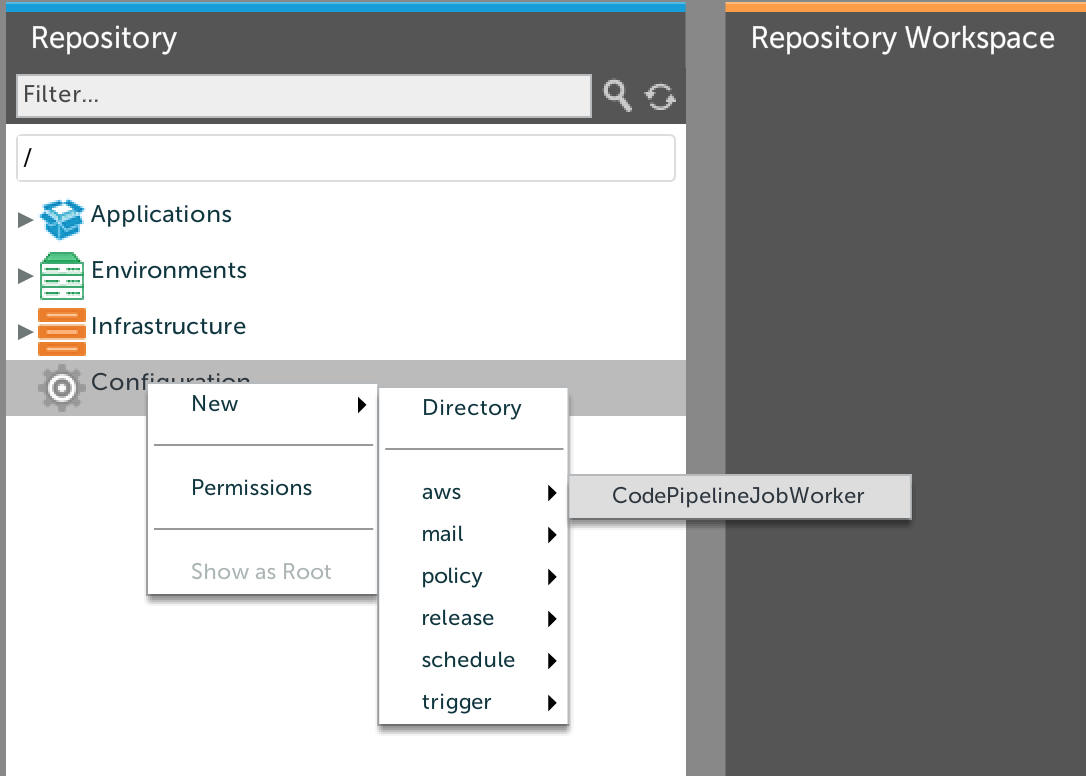 Repository
Repository Workspace
Filter...
/
Applications
Environments
Infrastructure
Configuration
New
Directory
Permissions
aws
CodePipelineJobWorker
mail
Show as Root
policy
release
schedule
trigger